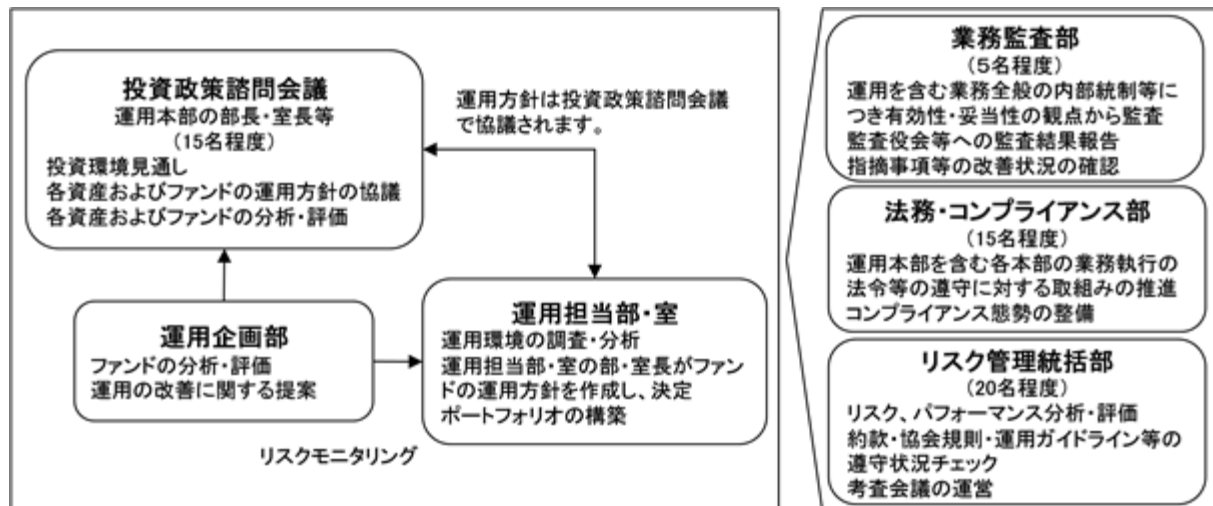 投資政策諮問会議
運用本部の部長・室長等
(15名程度)
投資環境見通し
各資産およびファンドの運用方針の協議
各資産およびファンドの分析・評価
運用方針は投資政策諮問会議
で協議されます。
運用企画部
ファンドの分析・評価
運用の改善に関する提案
運用担当部・室
運用環境の調査・分析
運用担当部・室の部・室長がファン
ドの運用方針を作成し、決定
ポートフォリオの構築
リスクモニタリング
業務監査部
(5名程度)
運用を含む業務全般の内部統制等に
つき有効性・妥当性の観点から監査
監査役会等への監査結果報告
指摘事項等の改善状況の確認
法務・コンプライアンス部
(15名程度)
運用本部を含む各本部の業務執行の
法令等の遵守に対する取組みの推進
コンプライアンス態勢の整備
リスク管理統括部
(20名程度)
リスク、パフォーマンス分析・評価
約款・協会規則・運用ガイドライン等の
遵守状況チェック
考査会議の運営